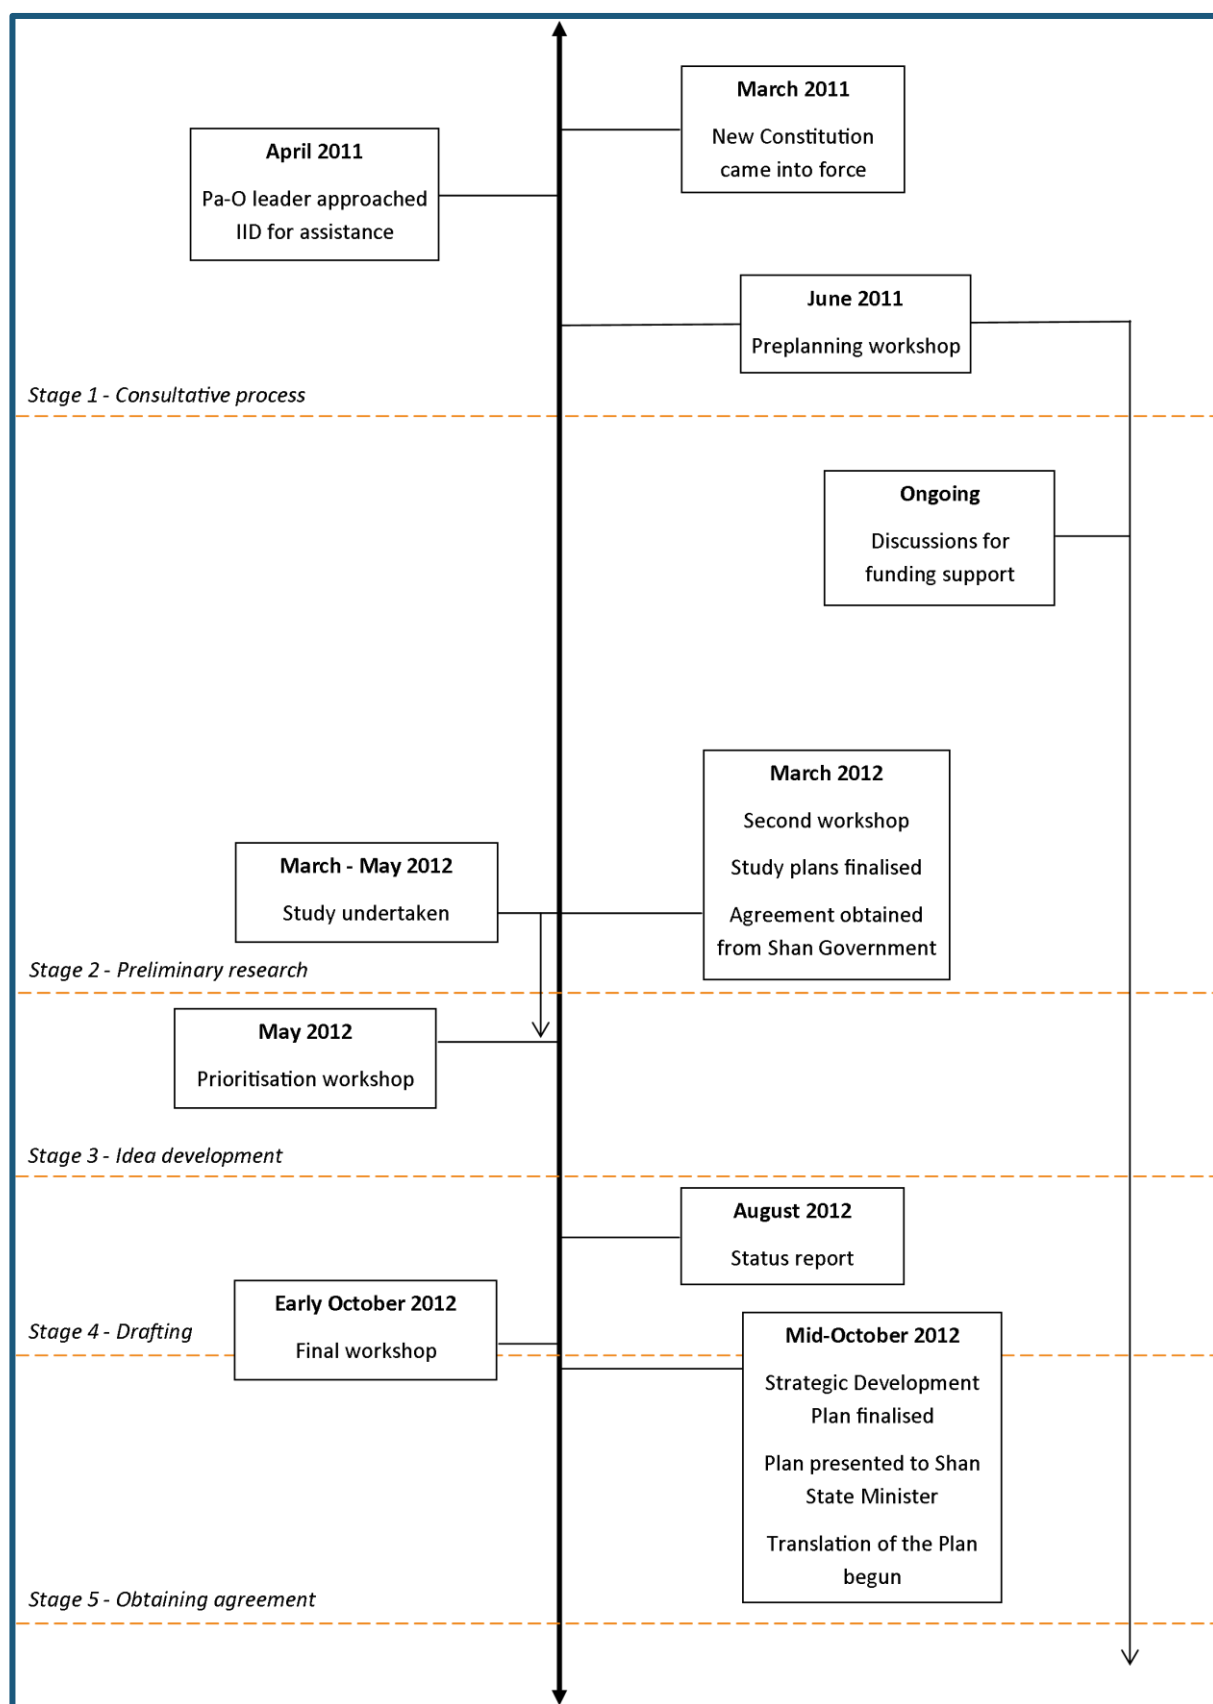 March 2011
New Constitution
came into force
April 2011
Pa-O leader approached
IID for assistance
June 2011
Preplanning workshop
Stage 1 - Consultative process
Ongoing
Discussions for
funding support
March 2012
Second workshop
Study plans finalised
Agreement obtained
from Shan Government
March - May 2012
Study undertaken
Stage 2 - Preliminary research
May 2012
Prioritisation workshop
Stage 3 - Idea development
August 2012
Status report
Early October 2012
Final workshop
Stage 4 - Drafting
Mid-October 2012
Strategic Development
Plan finalised
Plan presented to Shan
State Minister
Translation of the Plan
begun
Stage 5 - Obtaining agreement